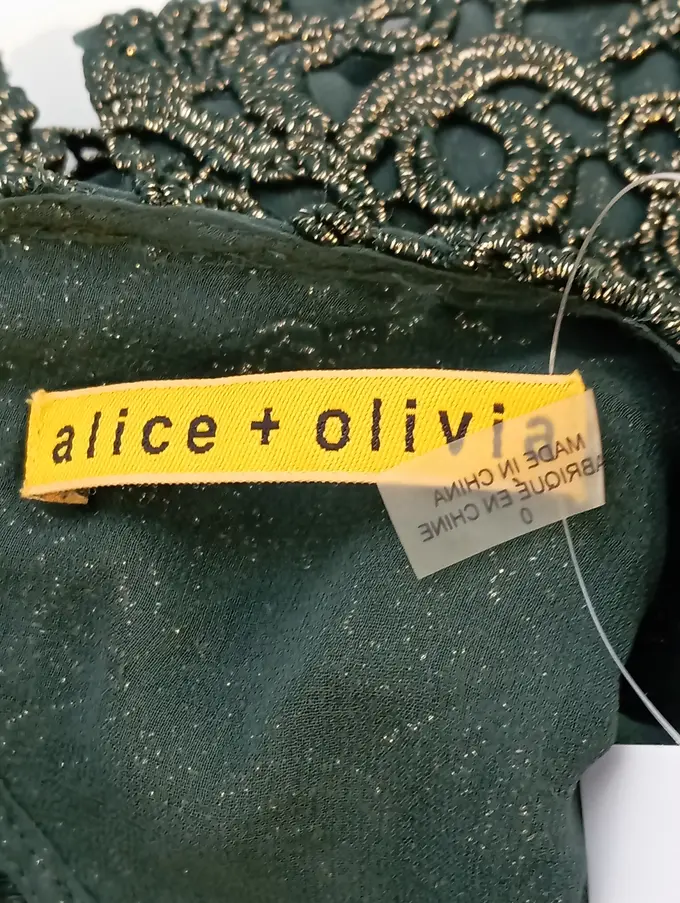 alice + olivia
MADE IN CHINA
FABRIQUÉ EN CHINE
0